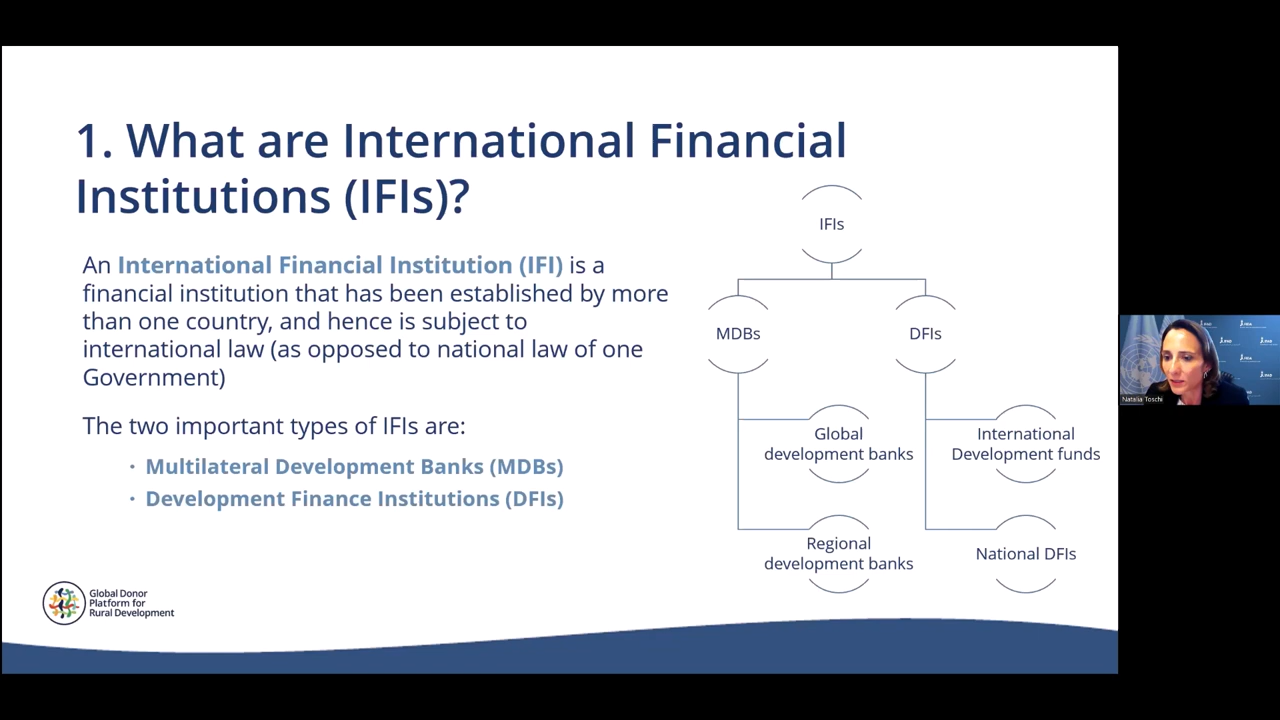 1. What are International Financial
Institutions (IFIs)?
An International Financial Institution (IFI) is a
financial institution that has been established by more
than one country, and hence is subject to
international law (as opposed to national law of one
Government)
The two important types of IFIs are:
· Multilateral Development Banks (MDBs)
· Development Finance Institutions (DFIs)
IFIs
MDBs
DFIs
Global
development banks
International
Development funds
Regional
development banks
National DFIs
Global Donor
Platform for
Rural Development
Natalia Toschi